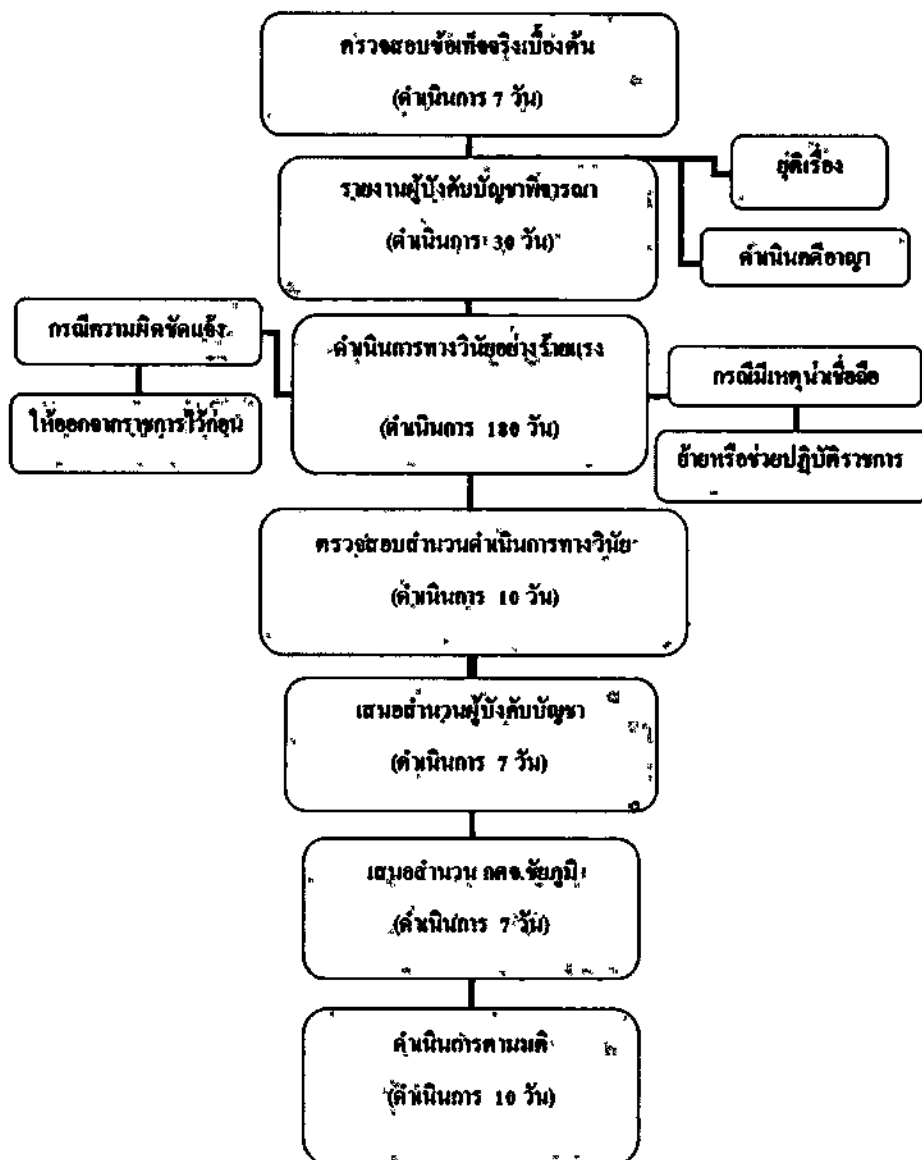 ตรวจสอบข้อเท็จจริงเบื้องต้น
(ดำเนินการ 7 วัน)
ยุติเรื่อง
รายงานผู้บังคับบัญชาพิจารณา
(ดำเนินการ 30 วัน)
ดำเนินคดีอาญา
กรณีความผิดชัดแจ้ง
ดำเนินการทางวินัยอย่างร้ายแรง
กรณีมีเหตุน่าเชื่อถือ
ให้ออกจากราชการไว้ก่อน
(ดำเนินการ 180 วัน)
ย้ายหรือช่วยปฏิบัติราชการ
ตรวจสอบสำนวนดำเนินการทางวินัย
(ดำเนินการ 10 วัน)
เสนอสำนวนผู้บังคับบัญชา
(ดำเนินการ 7 วัน)
เสนอสำนวน กศจ.ชัยภูมิ
(ดำเนินการ 7 วัน)
ดำเนินการตามมติ
(ดำเนินการ 10 วัน)